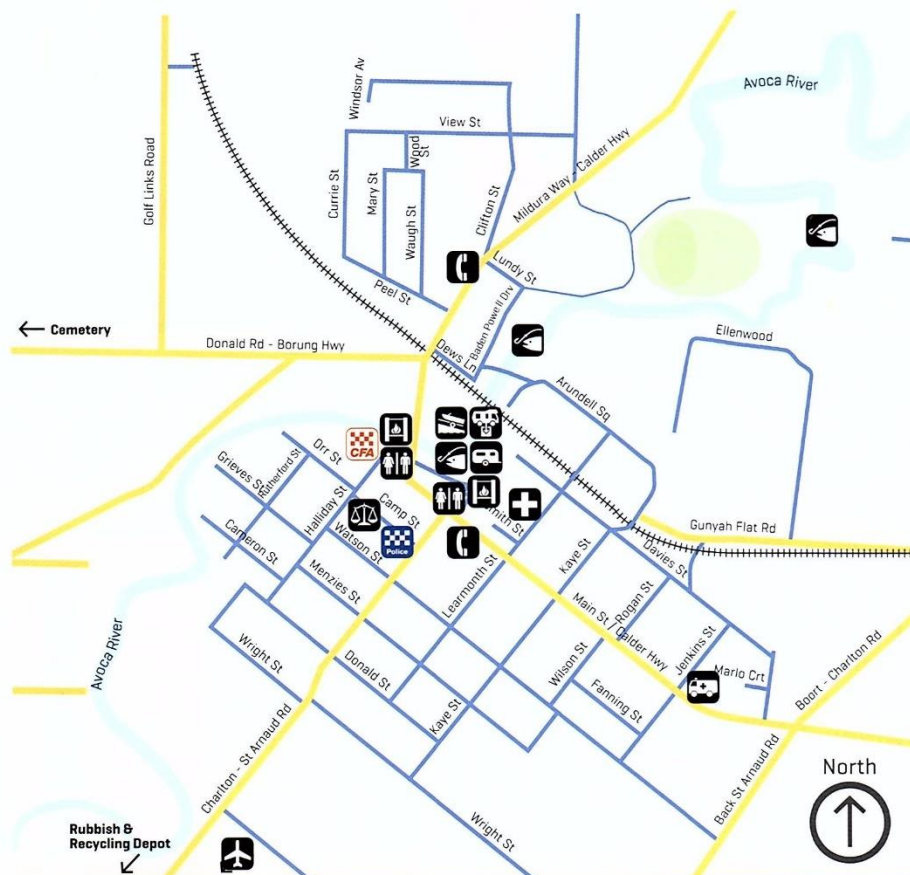 Windsor Av
Avoca River
View St
Wood St
Golf Links Road
Currie St
Mary St
Waugh St
Clifton St
Mildura Way - Calder Hwy
Lundy St
Peel St
Baden Powell Drv
← Cemetery
Donald Rd - Borung Hwy
Dews Ln
Ellenwood
Arundell Sq
CFA
Orr St
Rutherford St
Grieves St
Halliday St
Camp St
Gunyah Flat Rd
Police
Watson St
Cameron St
Menzies St
Learmonth St
Kaye St
Davies St
Rogan St
Main St / Calder Hwy
Jenkins St
Avoca River
Wright St
Donald St
Wilson St
Marlo Crt
Fanning St
Kaye St
Boort - Charlton Rd
Charlton - St Arnaud Rd
Back St Arnaud Rd
North
Wright St
Rubbish &
Recycling Depot